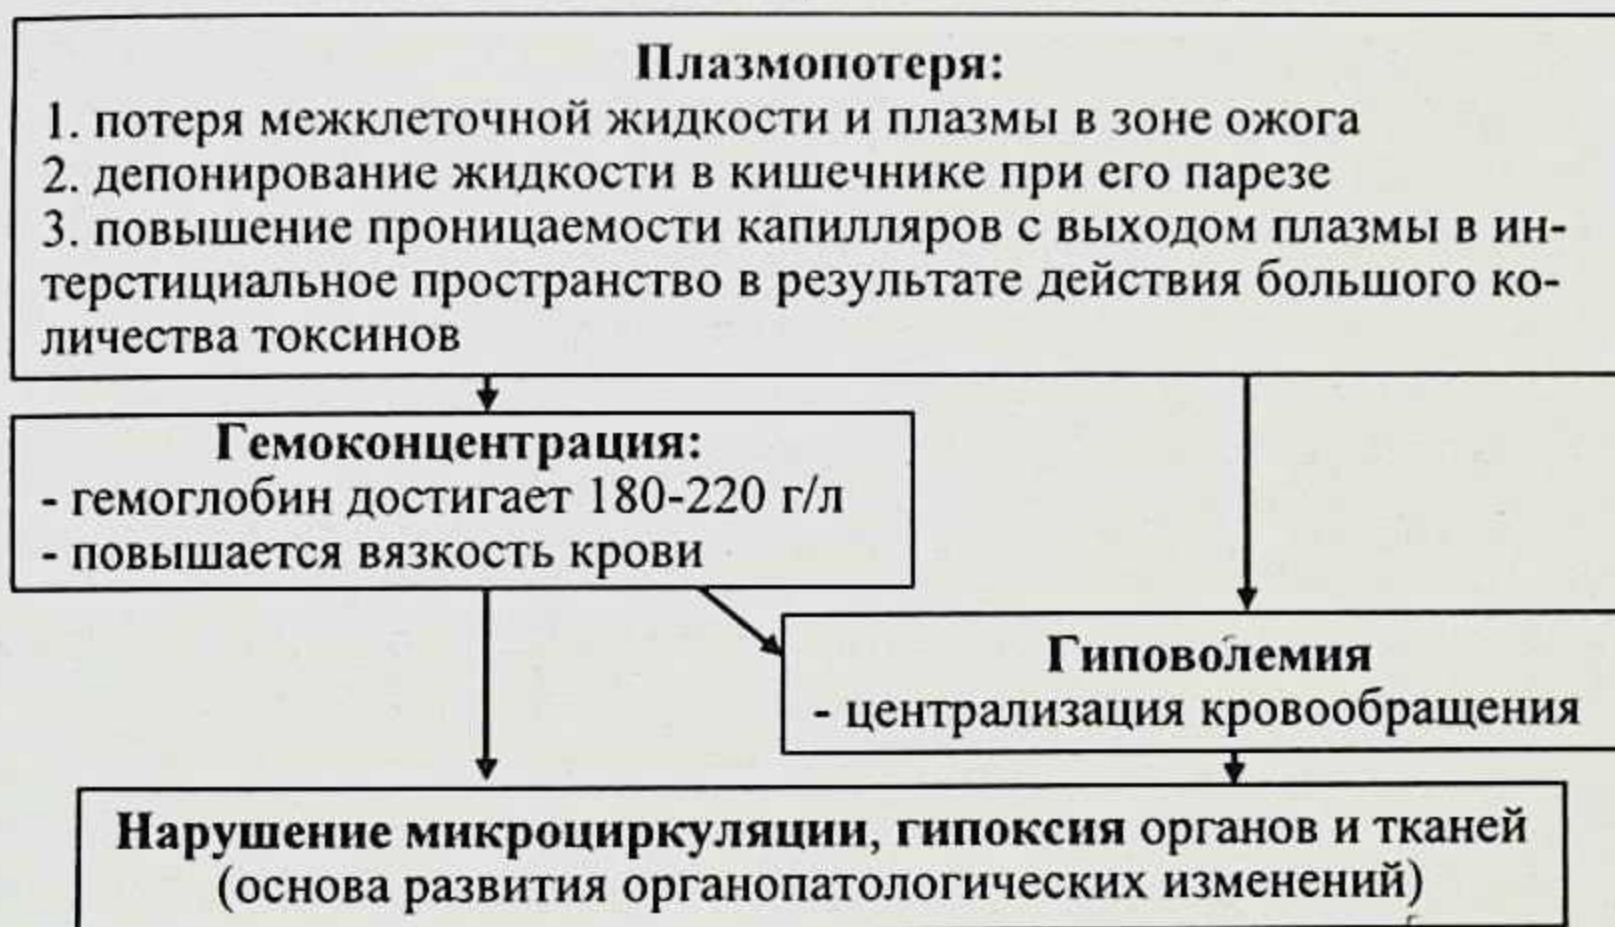 Плазмопотеря:
1. потеря межклеточной жидкости и плазмы в зоне ожога
2. депонирование жидкости в кишечнике при его парезе
3. повышение проницаемости капилляров с выходом плазмы в ин-
терстициальное пространство в результате действия большого ко-
личества токсинов
Гемоконцентрация:
- гемоглобин достигает 180-220 г/л
- повышается вязкость крови
Гиповолемия
- централизация кровообращения
Нарушение микроциркуляции, гипоксия органов и тканей
(основа развития органопатологических изменений)